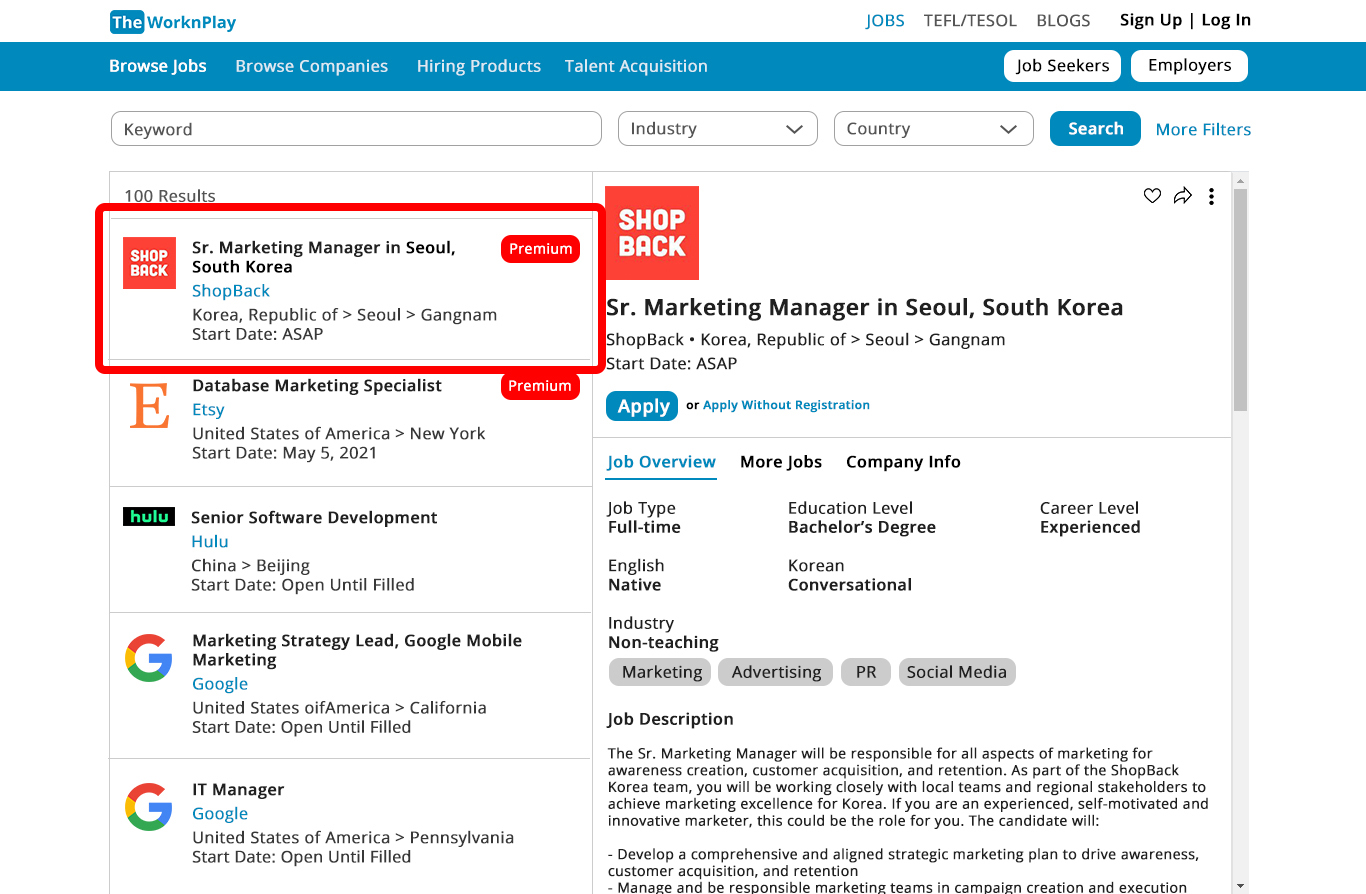 The WorknPlay
JOBS TEFL/TESOL BLOGS Sign Up | Log In
Browse Jobs Browse Companies Hiring Products Talent Acquisition Job Seekers Employers
Keyword Industry Country Search More Filters
100 Results
SHOP
BACK
Sr. Marketing Manager in Seoul,
South Korea
Premium
ShopBack
Korea, Republic of > Seoul > Gangnam
Start Date: ASAP
E
Database Marketing Specialist
Premium
Etsy
United States of America > New York
Start Date: May 5, 2021
hulu
Senior Software Development
Hulu
China > Beijing
Start Date: Open Until Filled
G
Marketing Strategy Lead, Google Mobile
Marketing
Google
United States oifAmerica > California
Start Date: Open Until Filled
G
IT Manager
Google
United States of America > Pennsylvania
Start Date: Open Until Filled
SHOP
BACK
Sr. Marketing Manager in Seoul, South Korea
ShopBack • Korea, Republic of > Seoul > Gangnam
Start Date: ASAP
Apply or Apply Without Registration
Job Overview More Jobs Company Info
Job Type Education Level Career Level
Full-time Bachelor’s Degree Experienced
English Korean
Native Conversational
Industry
Non-teaching
Marketing Advertising PR Social Media
Job Description
The Sr. Marketing Manager will be responsible for all aspects of marketing for
awareness creation, customer acquisition, and retention. As part of the ShopBack
Korea team, you will be working closely with local teams and regional stakeholders to
achieve marketing excellence for Korea. If you are an experienced, self-motivated and
innovative marketer, this could be the role for you. The candidate will:
- Develop a comprehensive and aligned strategic marketing plan to drive awareness,
customer acquisition, and retention
- Manage and be responsible marketing teams in campaign creation and execution